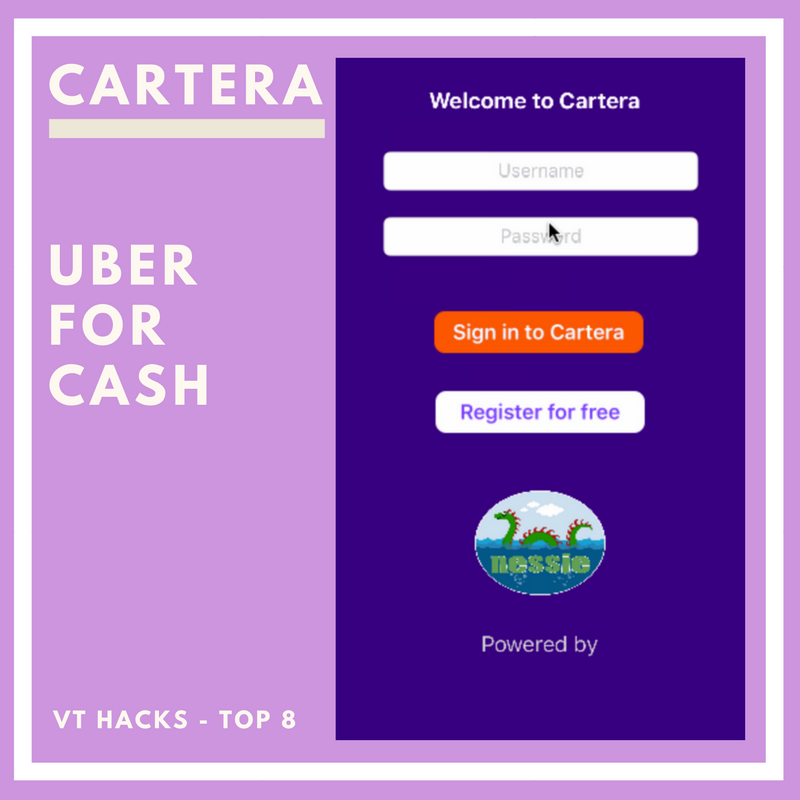 CARTERA
UBER
FOR
CASH
VT HACKS - TOP 8
Welcome to Cartera
Username
Password
Sign in to Cartera
Register for free
nessie
Powered by